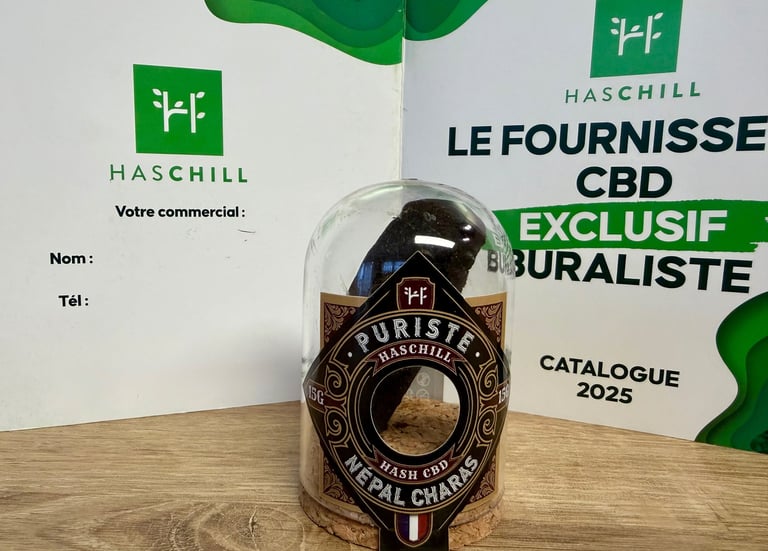 HASCHILL
Votre commercial :
Nom :
Tél :
HASCHILL
LE FOURNISSE
CBD
EXCLUSIF
BURALISTE
CATALOGUE
2025
PURISTE
HASCHILL
15G
HASH CBD
NÉPAL CHARAS